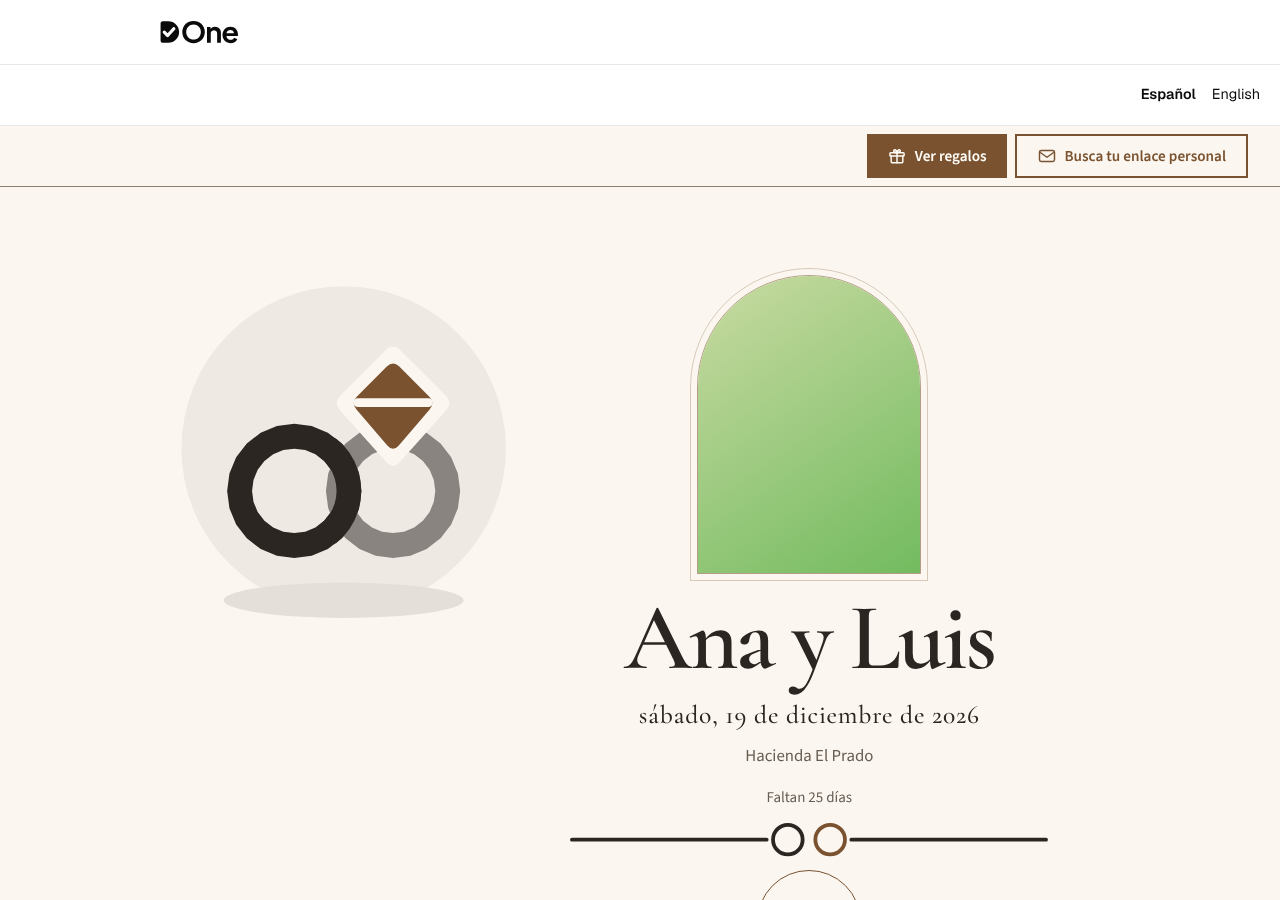 One
Español English
Ver regalos Busca tu enlace personal
Ana y Luis
sábado, 19 de diciembre de 2026
Hacienda El Prado
Faltan 25 días